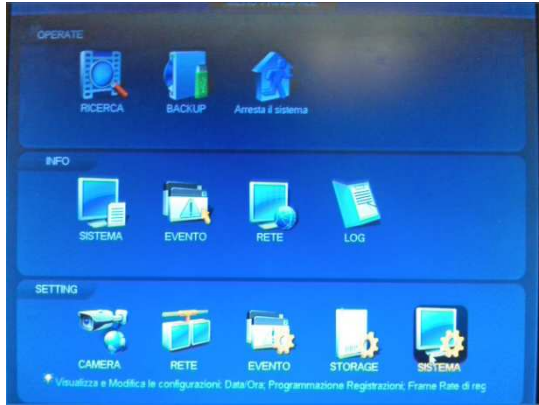 OPERATE
RICERCA BACKUP Arresta il sistema
INFO
SISTEMA EVENTO RETE LOG
SETTING
CAMERA RETE EVENTO STORAGE SISTEMA
Visualizza e Modifica le configurazioni: Data/Ora; Programmazione Registrazioni; Frame Rate di reg